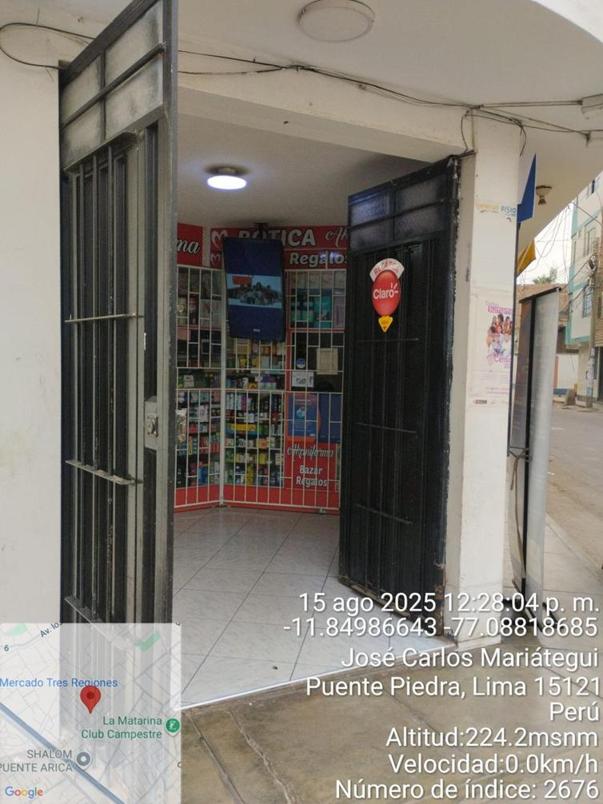 BOTICA
Regalos
Claro
Bazar
Regalos
15 ago 2025 12:28:04 p. m.
-11.84986643 -77.08818685
José Carlos Mariátegui
Puente Piedra, Lima 15121
Perú
Altitud:224.2msnm
Velocidad:0.0km/h
Número de índice: 2676
Mercado Tres Regiones
La Matarina
Club Campestre
SHALOM
PUENTE ARICA
Google